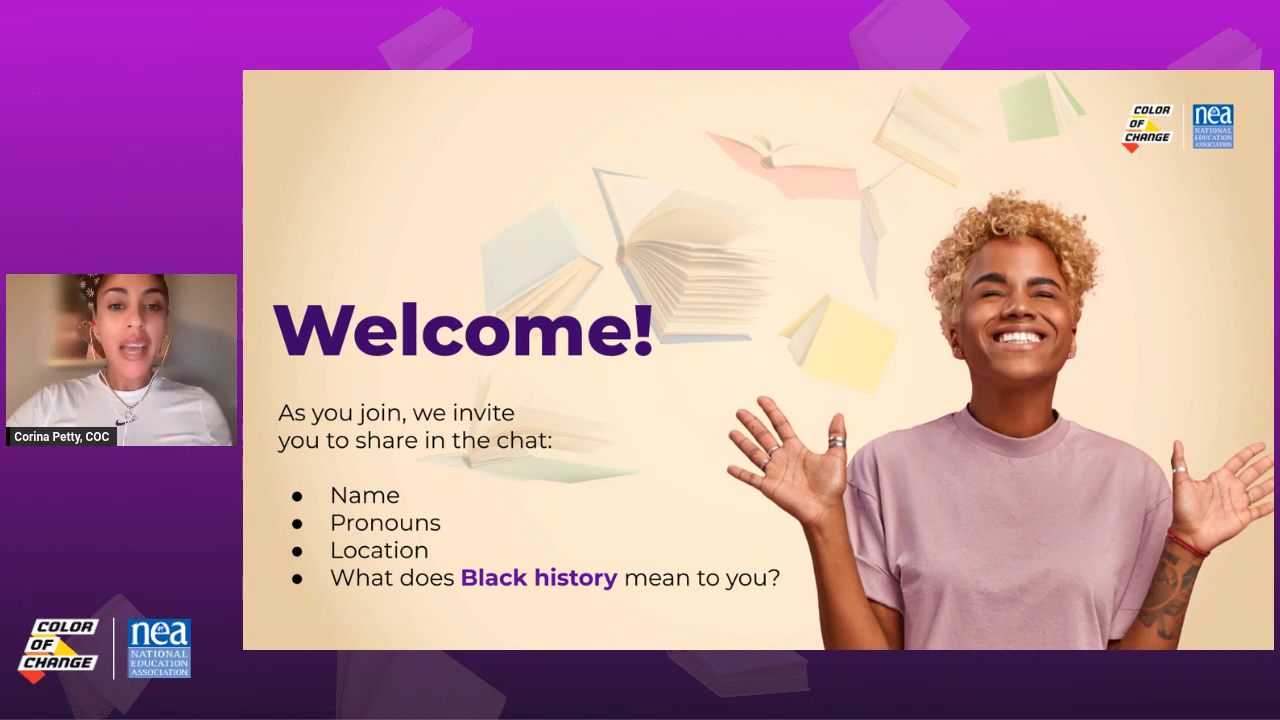 COLOR
OF
CHANGE
nea
NATIONAL
EDUCATION
ASSOCIATION
Welcome!
As you join, we invite
you to share in the chat:
● Name
● Pronouns
● Location
● What does Black history mean to you?
Corina Petty, COC
COLOR
OF
CHANGE
nea
NATIONAL
EDUCATION
ASSOCIATION